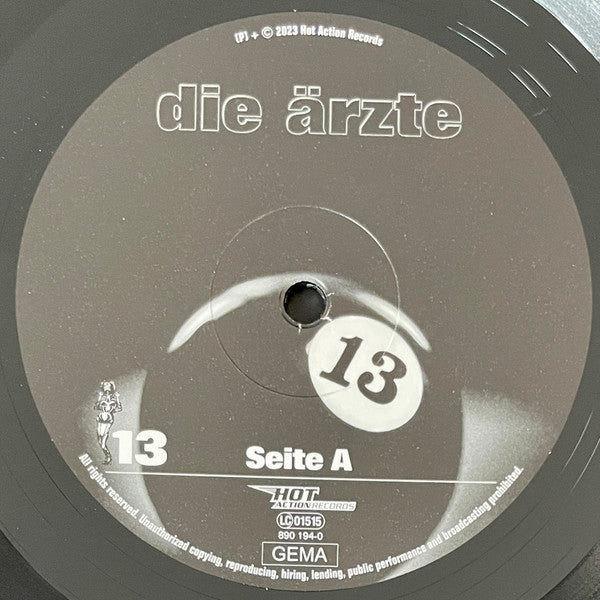 (P) + © 2023 Hot Action Records
die ärzte
13
13
Seite A
HOT
ACTION RECORDS
LC 01515
890 194-0
GEMA
All rights reserved. Unauthorized copying, reproducing, hiring, lending, public performance and broadcasting prohibited.